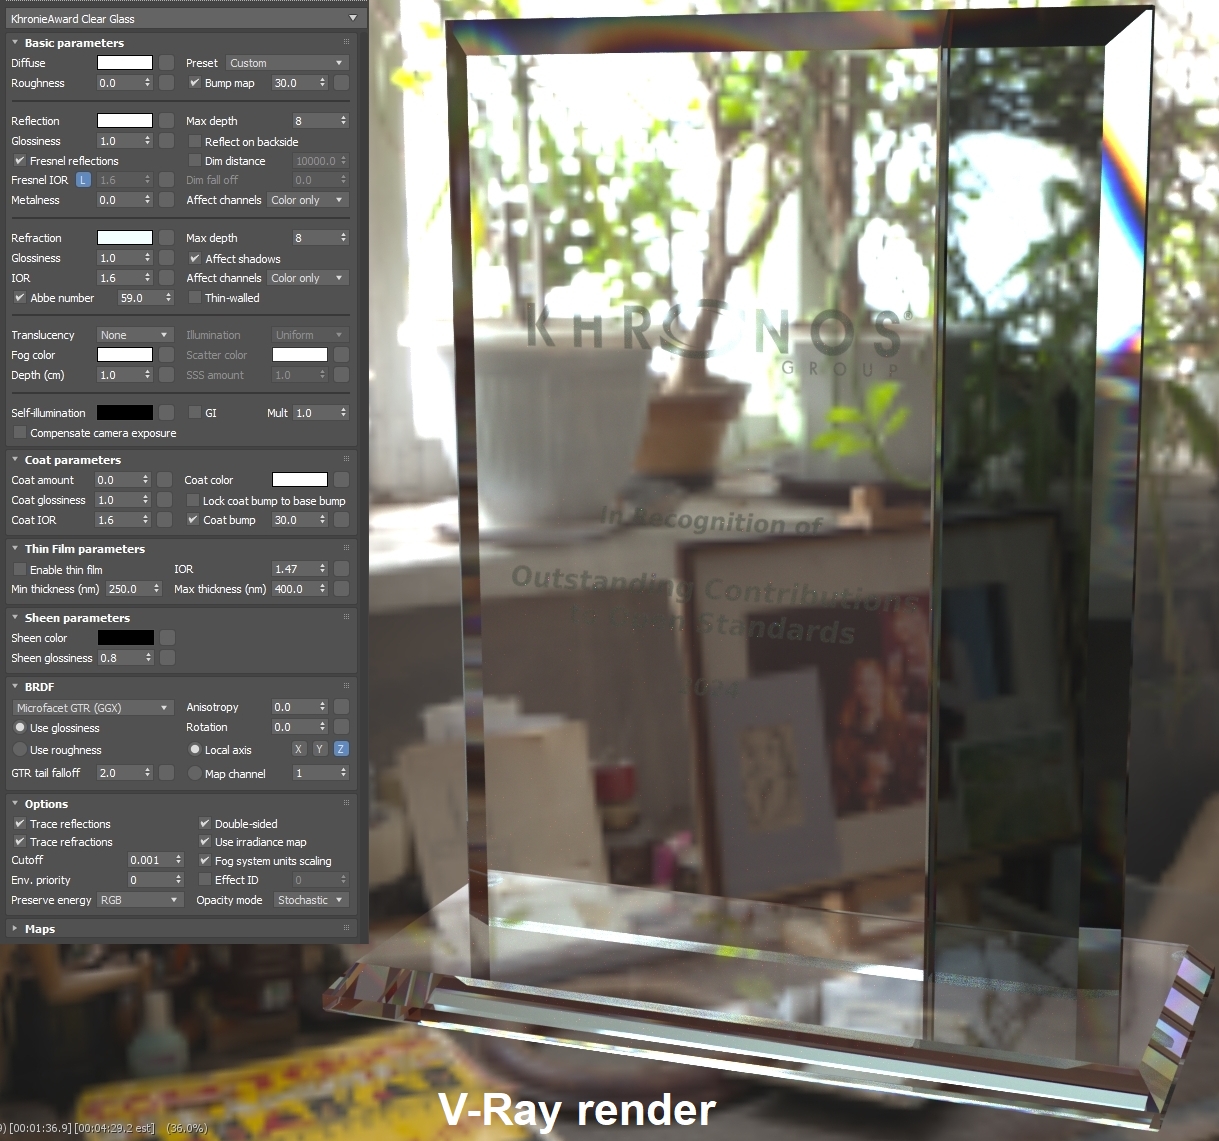 KhronieAward Clear Glass
Basic parameters
Diffuse Preset Custom
Roughness 0.0 Bump map 30.0
Reflection Max depth 8
Glossiness 1.0 Reflect on backside
Fresnel reflections Dim distance 10000.0
Fresnel IOR L 1.6 Dim fall off 0.0
Metalness 0.0 Affect channels Color only
Refraction Max depth 8
Glossiness 1.0 Affect shadows
IOR 1.6 Affect channels Color only
Abbe number 59.0 Thin-walled
Translucency None Illumination Uniform
Fog color Scatter color
Depth (cm) 1.0 SSS amount 1.0
Self-illumination GI Mult 1.0
Compensate camera exposure
Coat parameters
Coat amount 0.0 Coat color
Coat glossiness 1.0 Lock coat bump to base bump
Coat IOR 1.6 Coat bump 30.0
Thin Film parameters
Enable thin film IOR 1.47
Min thickness (nm) 250.0 Max thickness (nm) 400.0
Sheen parameters
Sheen color
Sheen glossiness 0.8
BRDF
Microfacet GTR (GGX) Anisotropy 0.0
Use glossiness Rotation 0.0
Use roughness Local axis X Y Z
GTR tail falloff 2.0 Map channel 1
Options
Trace reflections Double-sided
Trace refractions Use irradiance map
Cutoff 0.001 Fog system units scaling
Env. priority 0 Effect ID 0
Preserve energy RGB Opacity mode Stochastic
Maps
KHRONOS®
GROUP
In Recognition of
Outstanding Contributions
Standards
V-Ray render
) [00:01:36.9] [00:04:29.2 est] (36.0%)